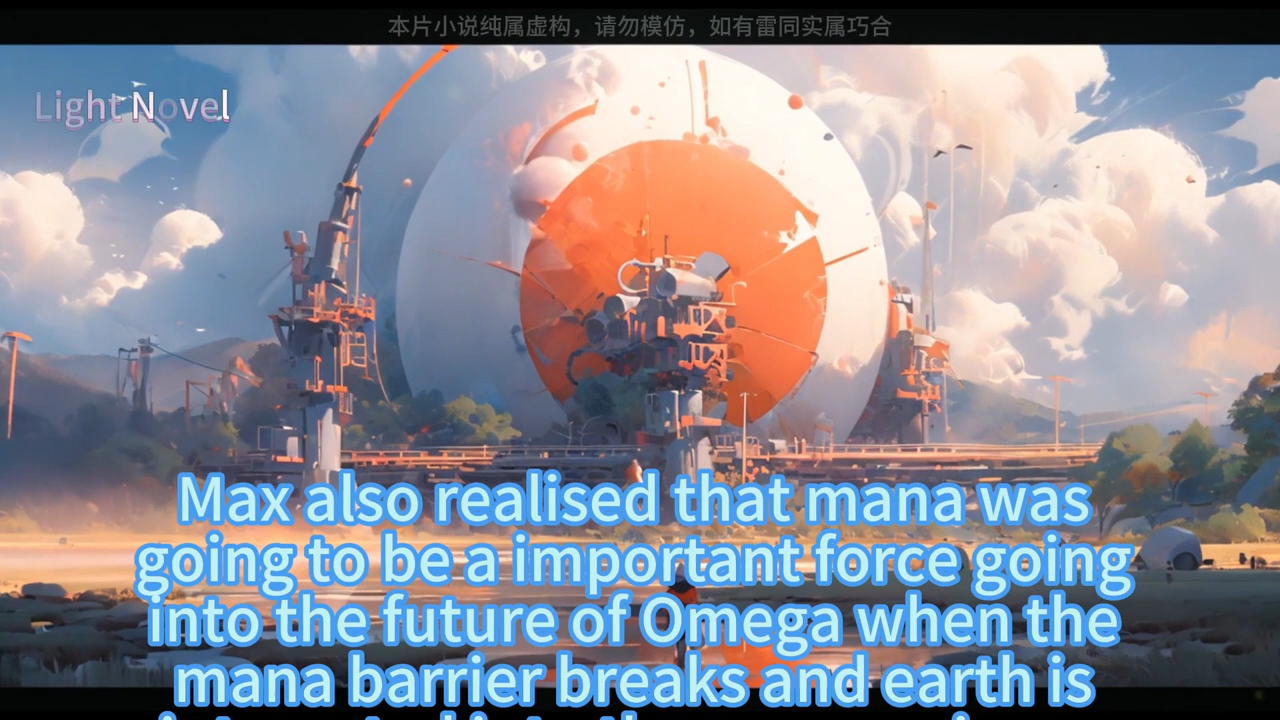 本片小说纯属虚构，请勿模仿，如有雷同实属巧合
Light Novel
Max also realised that mana was
going to be a important force going
into the future of Omega when the
mana barrier breaks and earth is